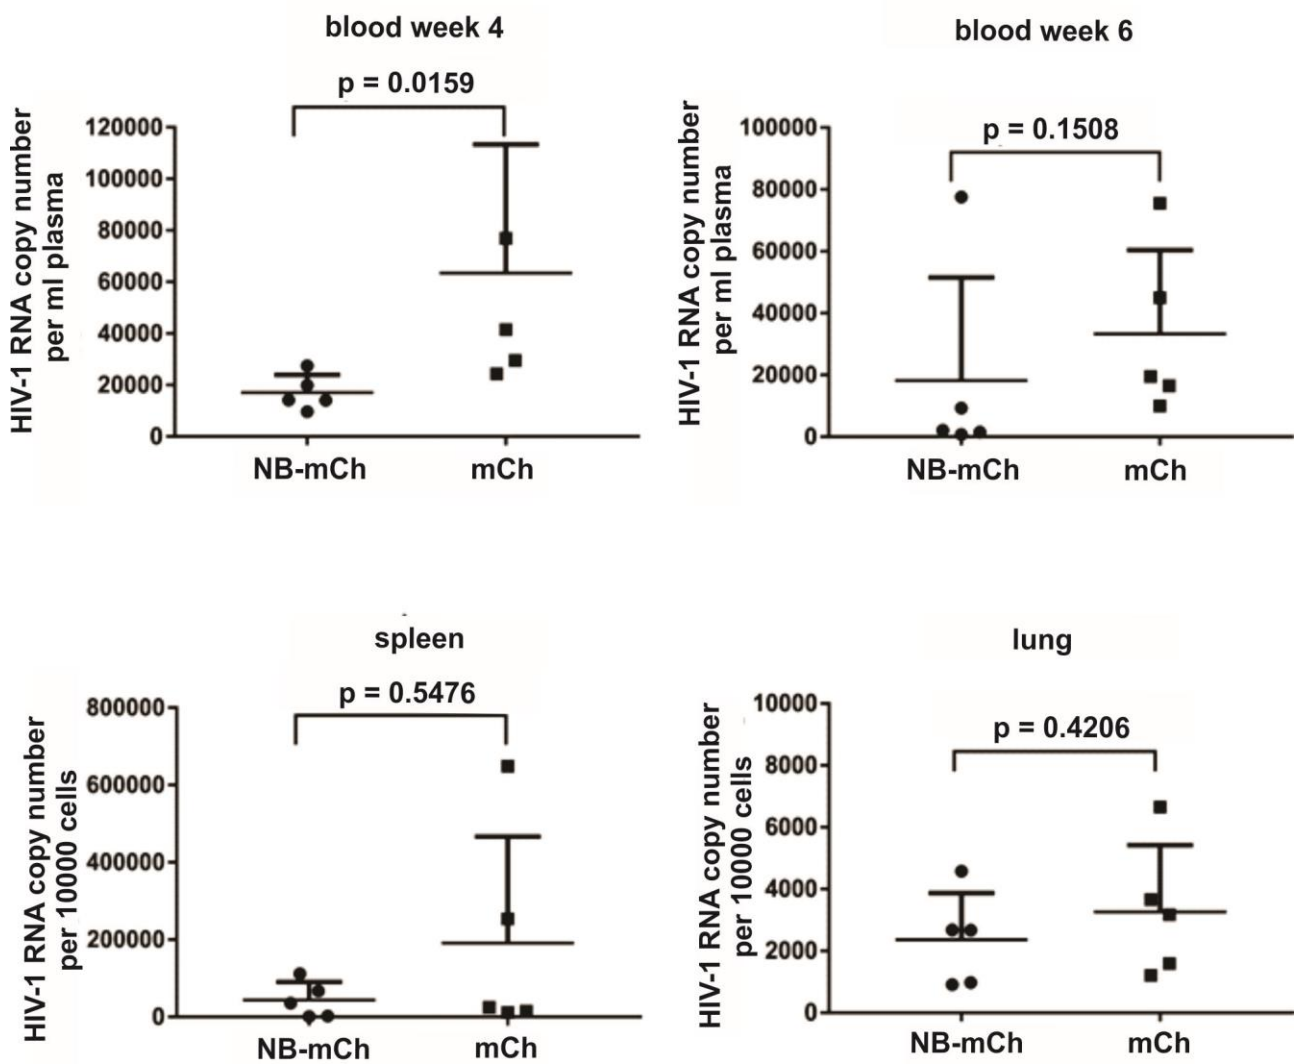 blood week 4
p = 0.0159
HIV-1 RNA copy number
per ml plasma
120000
100000
80000
60000
40000
20000
0
NB-mCh
mCh
blood week 6
p = 0.1508
HIV-1 RNA copy number
per ml plasma
100000
80000
60000
40000
20000
0
NB-mCh
mCh
spleen
p = 0.5476
HIV-1 RNA copy number
per 10000 cells
800000
600000
400000
200000
0
NB-mCh
mCh
lung
p = 0.4206
HIV-1 RNA copy number
per 10000 cells
10000
8000
6000
4000
2000
0
NB-mCh
mCh